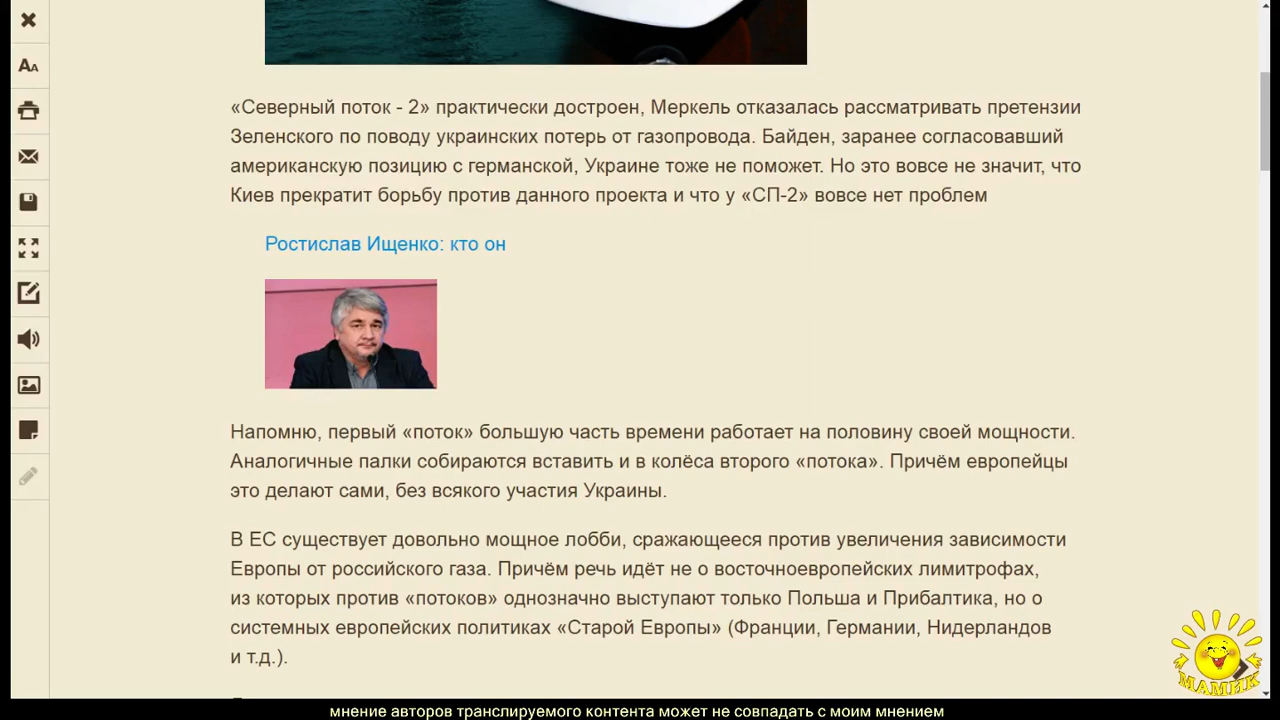 «Северный поток - 2» практически достроен, Меркель отказалась рассматривать претензии
Зеленского по поводу украинских потерь от газопровода. Байден, заранее согласовавший
американскую позицию с германской, Украине тоже не поможет. Но это вовсе не значит, что
Киев прекратит борьбу против данного проекта и что у «СП-2» вовсе нет проблем
Ростислав Ищенко: кто он
Напомню, первый «поток» большую часть времени работает на половину своей мощности.
Аналогичные палки собираются вставить и в колёса второго «потока». Причём европейцы
это делают сами, без всякого участия Украины.
В ЕС существует довольно мощное лобби, сражающееся против увеличения зависимости
Европы от российского газа. Причём речь идёт не о восточноевропейских лимитрофах,
из которых против «потоков» однозначно выступают только Польша и Прибалтика, но о
системных европейских политиках «Старой Европы» (Франции, Германии, Нидерландов
и т.д.).
МАМИК
мнение авторов транслируемого контента может не совпадать с моим мнением